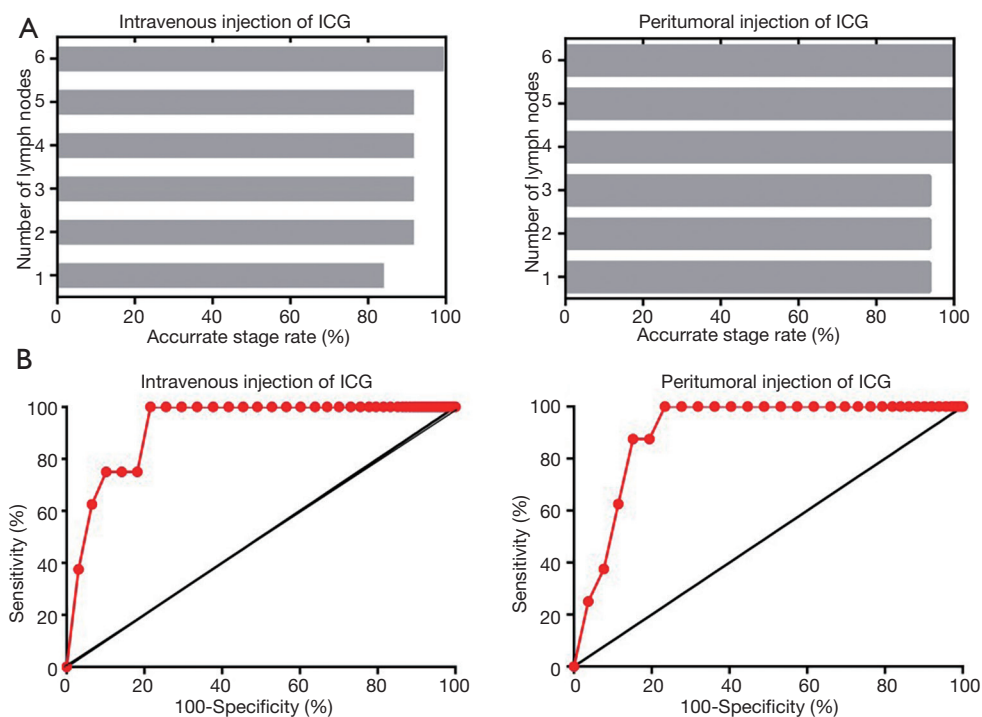 A
Intravenous injection of ICG
Number of lymph nodes
6
5
4
3
2
1
0 20 40 60 80 100
Accurrate stage rate (%)
Peritumoral injection of ICG
Number of lymph nodes
6
5
4
3
2
1
0 20 40 60 80 100
Accurrate stage rate (%)
B
Intravenous injection of ICG
Sensitivity (%)
100
80
60
40
20
0
0 20 40 60 80 100
100-Specificity (%)
Peritumoral injection of ICG
Sensitivity (%)
100
80
60
40
20
0
0 20 40 60 80 100
100-Specificity (%)